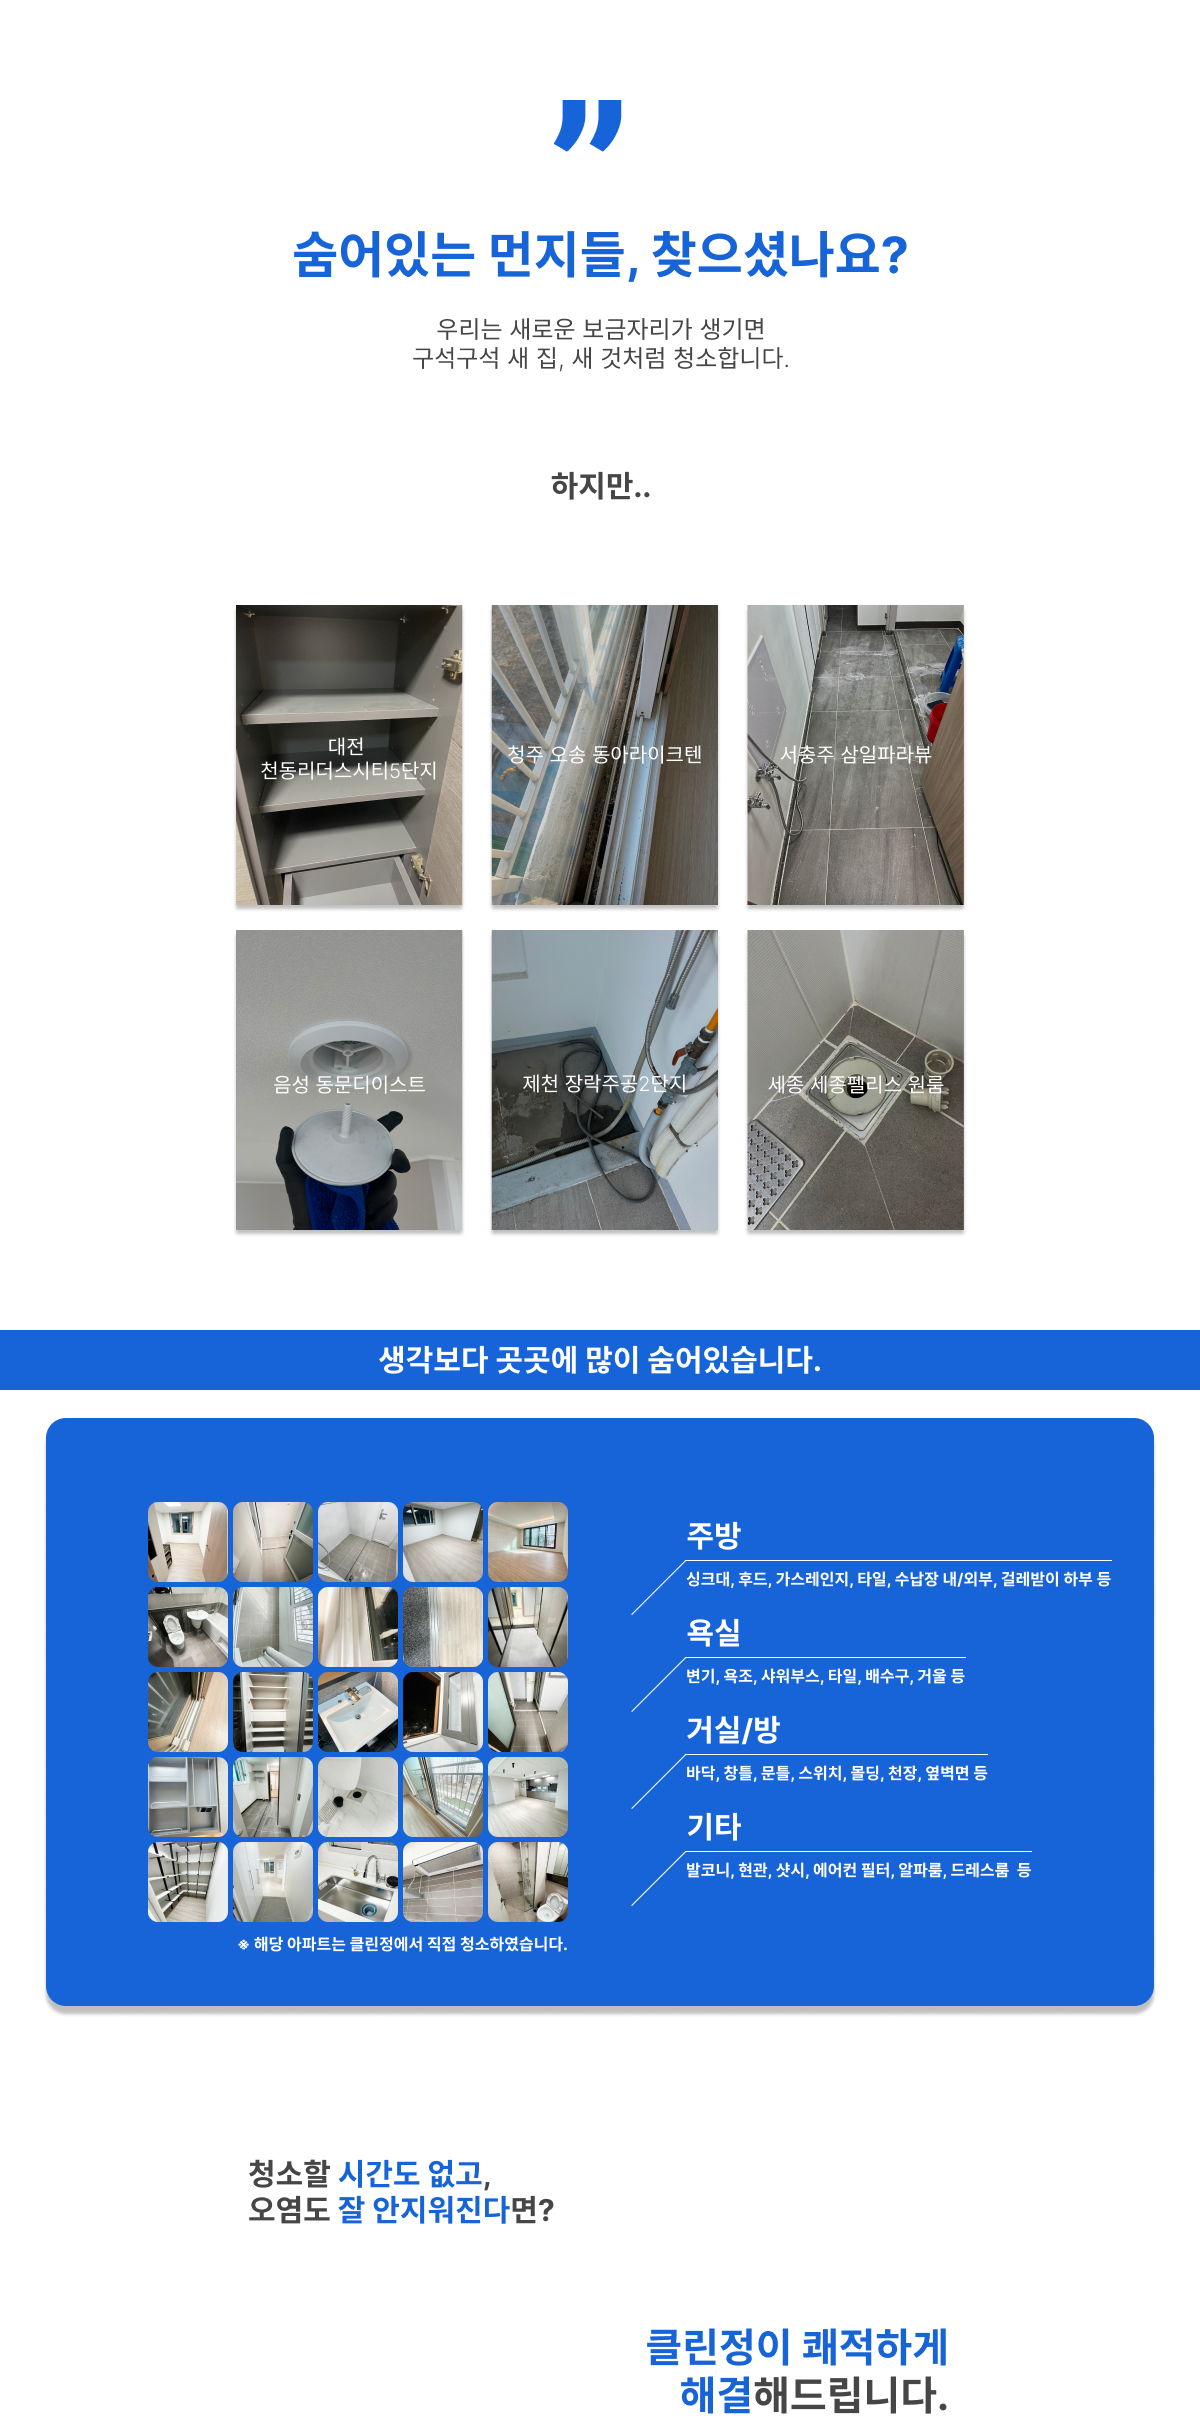 ”
숨어있는 먼지들, 찾으셨나요?
우리는 새로운 보금자리가 생기면
구석구석 새 집, 새 것처럼 청소합니다.
하지만..
대전
천동리더스시티5단지
청주 오송 동아라이크텐
서충주 삼일파라뷰
음성 동문디이스트
제천 장락주공2단지
세종 세종펠리스 원룸
생각보다 곳곳에 많이 숨어있습니다.
주방
싱크대, 후드, 가스레인지, 타일, 수납장 내/외부, 걸레받이 하부 등
욕실
변기, 욕조, 샤워부스, 타일, 배수구, 거울 등
거실/방
바닥, 창틀, 문틀, 스위치, 몰딩, 천장, 옆벽면 등
기타
발코니, 현관, 샷시, 에어컨 필터, 알파룸, 드레스룸 등
※ 해당 아파트는 클린정에서 직접 청소하였습니다.
청소할 시간도 없고,
오염도 잘 안지워진다면?
클린정이 쾌적하게
해결해드립니다.